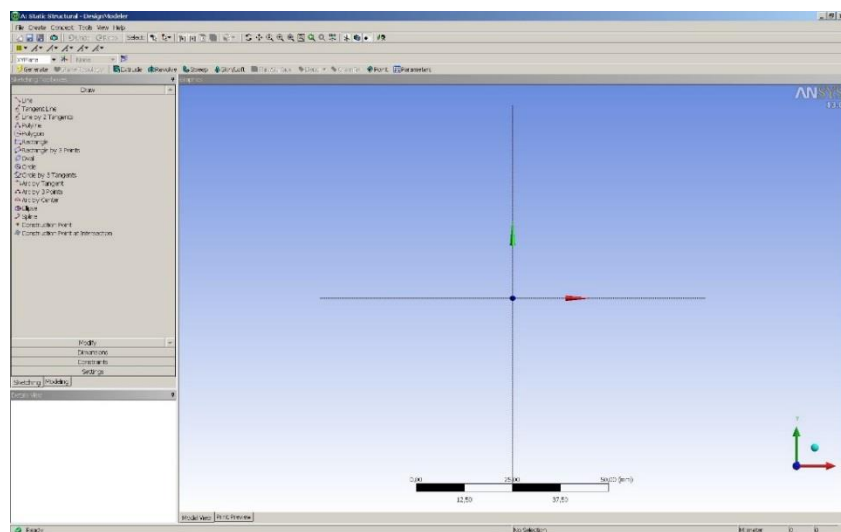 A: Static Structural - DesignModeler
File Create Concept Tools View Help
Undo Redo Select:
XYPlane None
Generate Extrude Revolve Sweep Skin/Loft Point Parameters
Sketching Toolboxes Graphics
Draw
Line
Tangent Line
Line by 2 Tangents
Polyline
Polygon
Rectangle
Rectangle by 3 Points
Oval
Circle
Circle by 3 Tangents
Arc by Tangent
Arc by 3 Points
Arc by Center
Ellipse
Spline
Construction Point
Construction Point at Intersection
Modify
Dimensions
Constraints
Settings
Sketching Modeling
Details View
ANSYS
Y
0,00 25,00 50,00 (mm)
12,50 37,50
Model View Print Preview
Ready No Selection Millimeter 0 0